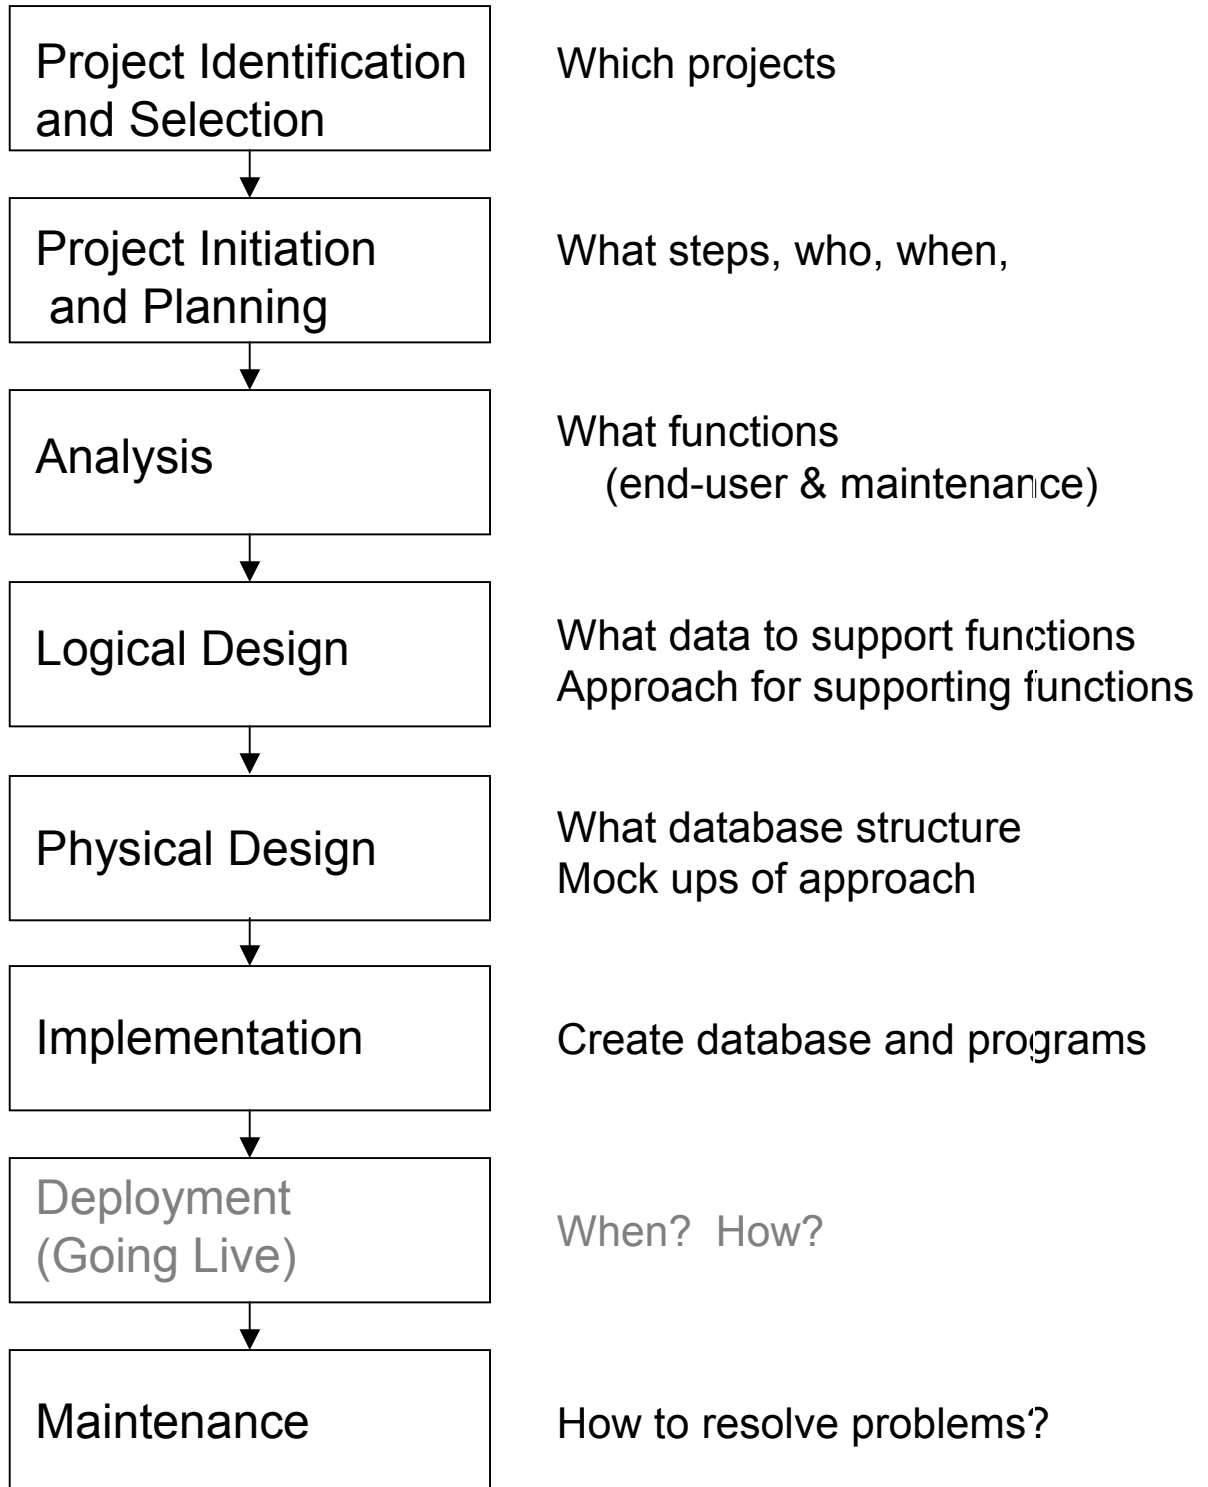 Project Identification
and Selection
Which projects
Project Initiation
and Planning
What steps, who, when,
Analysis
What functions
(end-user & maintenance)
Logical Design
What data to support functions
Approach for supporting functions
Physical Design
What database structure
Mock ups of approach
Implementation
Create database and programs
Deployment
(Going Live)
When? How?
Maintenance
How to resolve problems?